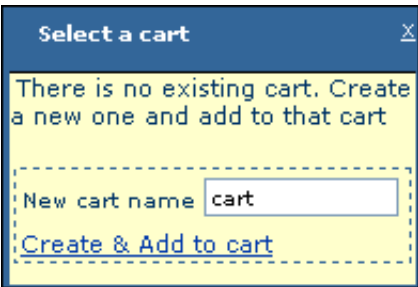 Select a cart X
There is no existing cart. Create
a new one and add to that cart
New cart name cart
Create & Add to cart